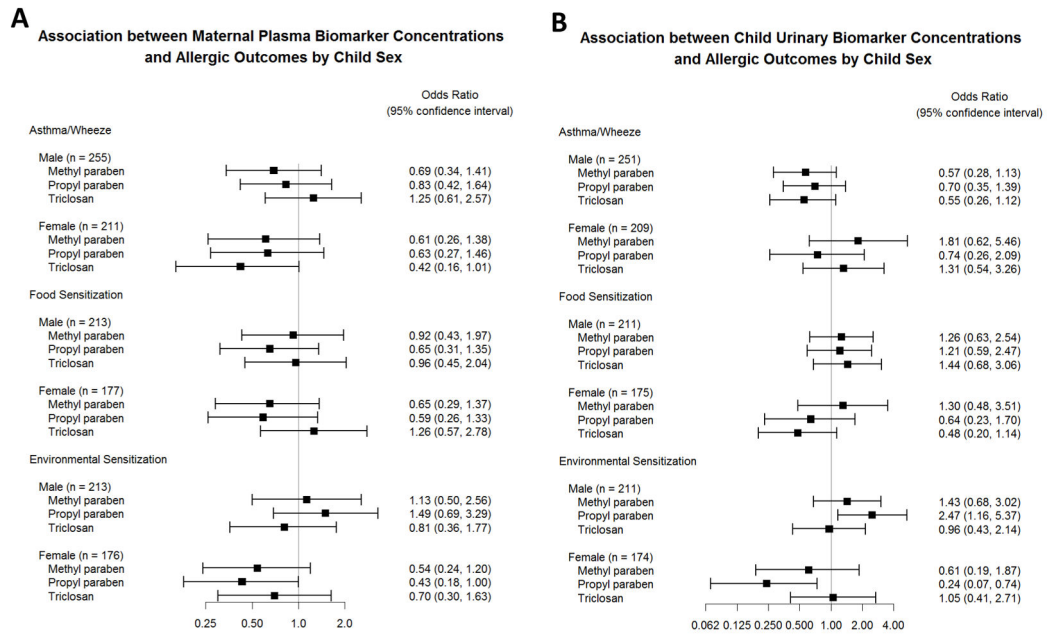 A
Association between Maternal Plasma Biomarker Concentrations
and Allergic Outcomes by Child Sex
Odds Ratio
(95% confidence interval)
Asthma/Wheeze
Male (n = 255)
Methyl paraben 0.69 (0.34, 1.41)
Propyl paraben 0.83 (0.42, 1.64)
Triclosan 1.25 (0.61, 2.57)
Female (n = 211)
Methyl paraben 0.61 (0.26, 1.38)
Propyl paraben 0.63 (0.27, 1.46)
Triclosan 0.42 (0.16, 1.01)
Food Sensitization
Male (n = 213)
Methyl paraben 0.92 (0.43, 1.97)
Propyl paraben 0.65 (0.31, 1.35)
Triclosan 0.96 (0.45, 2.04)
Female (n = 177)
Methyl paraben 0.65 (0.29, 1.37)
Propyl paraben 0.59 (0.26, 1.33)
Triclosan 1.26 (0.57, 2.78)
Environmental Sensitization
Male (n = 213)
Methyl paraben 1.13 (0.50, 2.56)
Propyl paraben 1.49 (0.69, 3.29)
Triclosan 0.81 (0.36, 1.77)
Female (n = 176)
Methyl paraben 0.54 (0.24, 1.20)
Propyl paraben 0.43 (0.18, 1.00)
Triclosan 0.70 (0.30, 1.63)
0.25 1.0 2.0
B
Association between Child Urinary Biomarker Concentrations
and Allergic Outcomes by Child Sex
Odds Ratio
(95% confidence interval)
Asthma/Wheeze
Male (n = 251)
Methyl paraben 0.57 (0.28, 1.13)
Propyl paraben 0.70 (0.35, 1.39)
Triclosan 0.55 (0.26, 1.12)
Female (n = 209)
Methyl paraben 1.81 (0.62, 5.46)
Propyl paraben 0.74 (0.26, 2.09)
Triclosan 1.31 (0.54, 3.26)
Food Sensitization
Male (n = 211)
Methyl paraben 1.26 (0.63, 2.54)
Propyl paraben 1.21 (0.59, 2.47)
Triclosan 1.44 (0.68, 3.06)
Female (n = 175)
Methyl paraben 1.30 (0.48, 3.51)
Propyl paraben 0.64 (0.23, 1.70)
Triclosan 0.48 (0.20, 1.14)
Environmental Sensitization
Male (n = 211)
Methyl paraben 1.43 (0.68, 3.02)
Propyl paraben 2.47 (1.16, 5.37)
Triclosan 0.96 (0.43, 2.14)
Female (n = 174)
Methyl paraben 0.61 (0.19, 1.87)
Propyl paraben 0.24 (0.07, 0.74)
Triclosan 1.05 (0.41, 2.71)
0.062 0.125 0.250 0.500 1.00 2.00 4.00